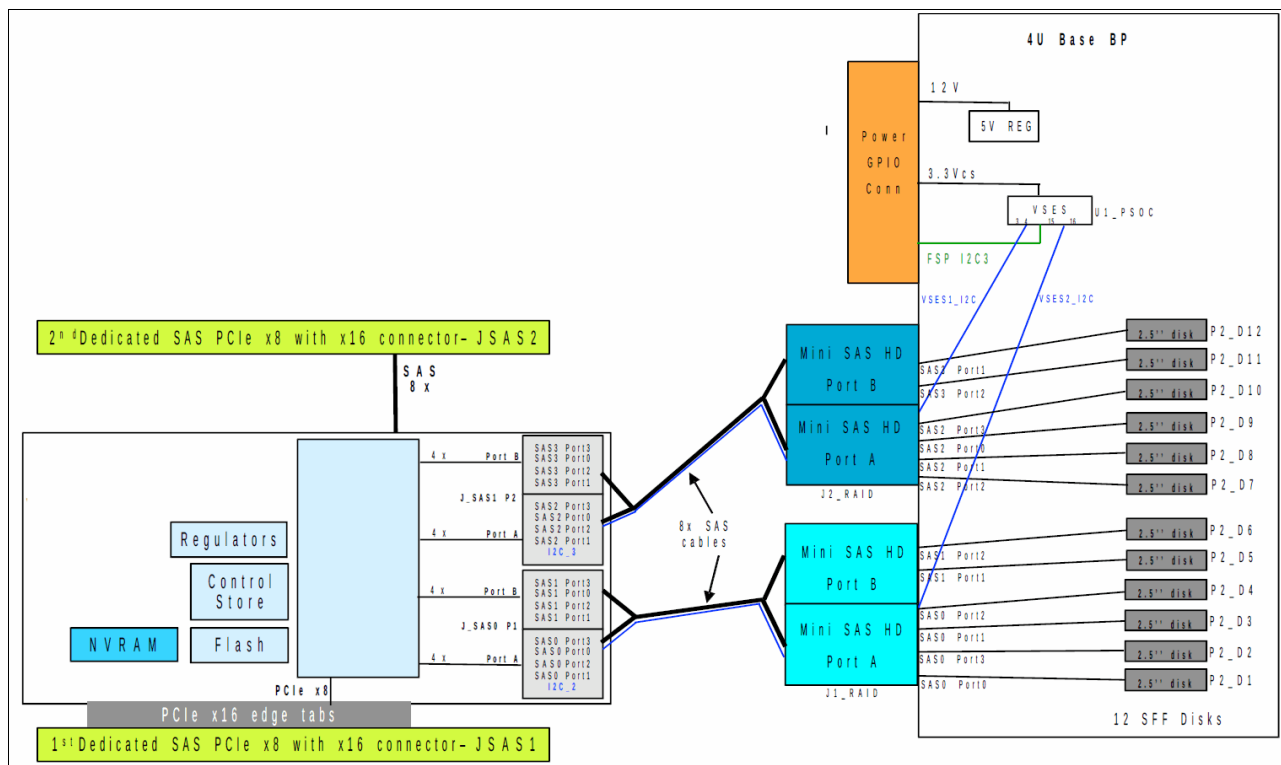 4U Base BP
12V
5V REG
Power
GPIO
Conn
3.3Vcs
VSES
3 4 15 16
U1_PSOC
FSP I2C3
VSES1_I2C
VSES2_I2C
2nd Dedicated SAS PCIe x8 with x16 connector– JSAS2
SAS
8x
Mini SAS HD
Port B
Mini SAS HD
Port A
J2_RAID
SAS3 Port1
SAS3 Port2
SAS2 Port3
SAS2 Port0
SAS2 Port1
SAS2 Port2
2.5'' disk P2_D12
2.5'' disk P2_D11
2.5'' disk P2_D10
2.5'' disk P2_D9
2.5'' disk P2_D8
2.5'' disk P2_D7
4x Port B
SAS3 Port3
SAS3 Port0
SAS3 Port2
SAS3 Port1
J_SAS1 P2
4x Port A
SAS2 Port3
SAS2 Port0
SAS2 Port2
SAS2 Port1
I2C_3
8x SAS
cables
Regulators
Control
Store
NVRAM
Flash
4x Port B
SAS1 Port3
SAS1 Port0
SAS1 Port2
SAS1 Port1
J_SAS0 P1
4x Port A
SAS0 Port3
SAS0 Port0
SAS0 Port2
SAS0 Port1
I2C_2
Mini SAS HD
Port B
Mini SAS HD
Port A
J1_RAID
SAS1 Port2
SAS1 Port1
SAS0 Port2
SAS0 Port1
SAS0 Port3
SAS0 Port0
2.5'' disk P2_D6
2.5'' disk P2_D5
2.5'' disk P2_D4
2.5'' disk P2_D3
2.5'' disk P2_D2
2.5'' disk P2_D1
PCIe x8
PCIe x16 edge tabs
1st Dedicated SAS PCIe x8 with x16 connector– JSAS1
12 SFF Disks